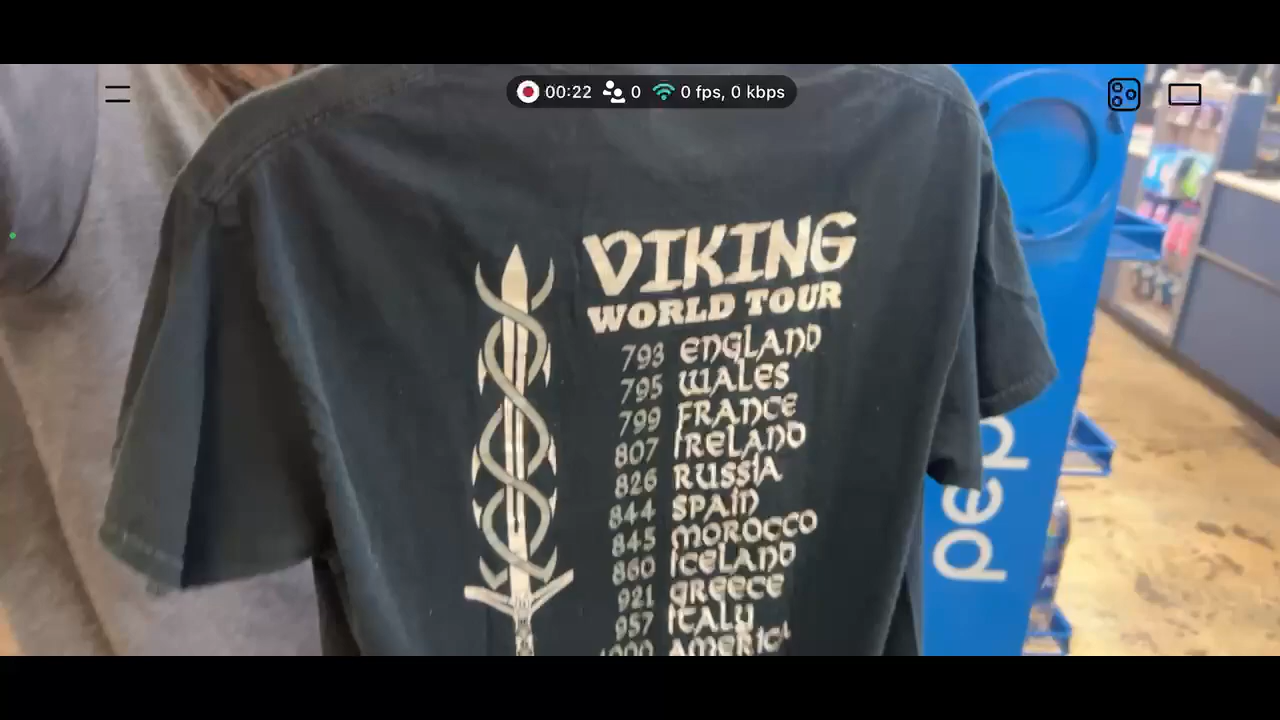 00:22 0 0 fps, 0 kbps
VIKING
WORLD TOUR
793 ENGLAND
795 WALES
799 FRANCE
807 IRELAND
826 RUSSIA
844 SPAIN
845 MOROCCO
860 ICELAND
921 GREECE
957 ITALY
1000
pep